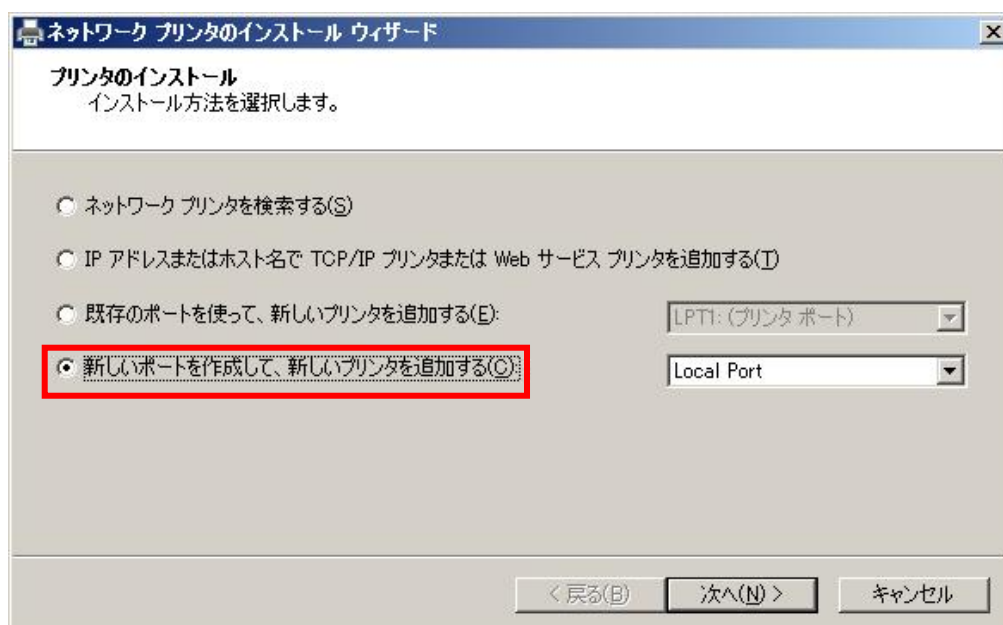 ネットワーク プリンタのインストール ウィザード
プリンタのインストール
インストール方法を選択します。
ネットワーク プリンタを検索する(S)
IP アドレスまたはホスト名で TCP/IP プリンタまたは Web サービス プリンタを追加する(T)
既存のポートを使って、新しいプリンタを追加する(E):
LPT1: (プリンタ ポート)
新しいポートを作成して、新しいプリンタを追加する(C):
Local Port
< 戻る(B)
次へ(N) >
キャンセル